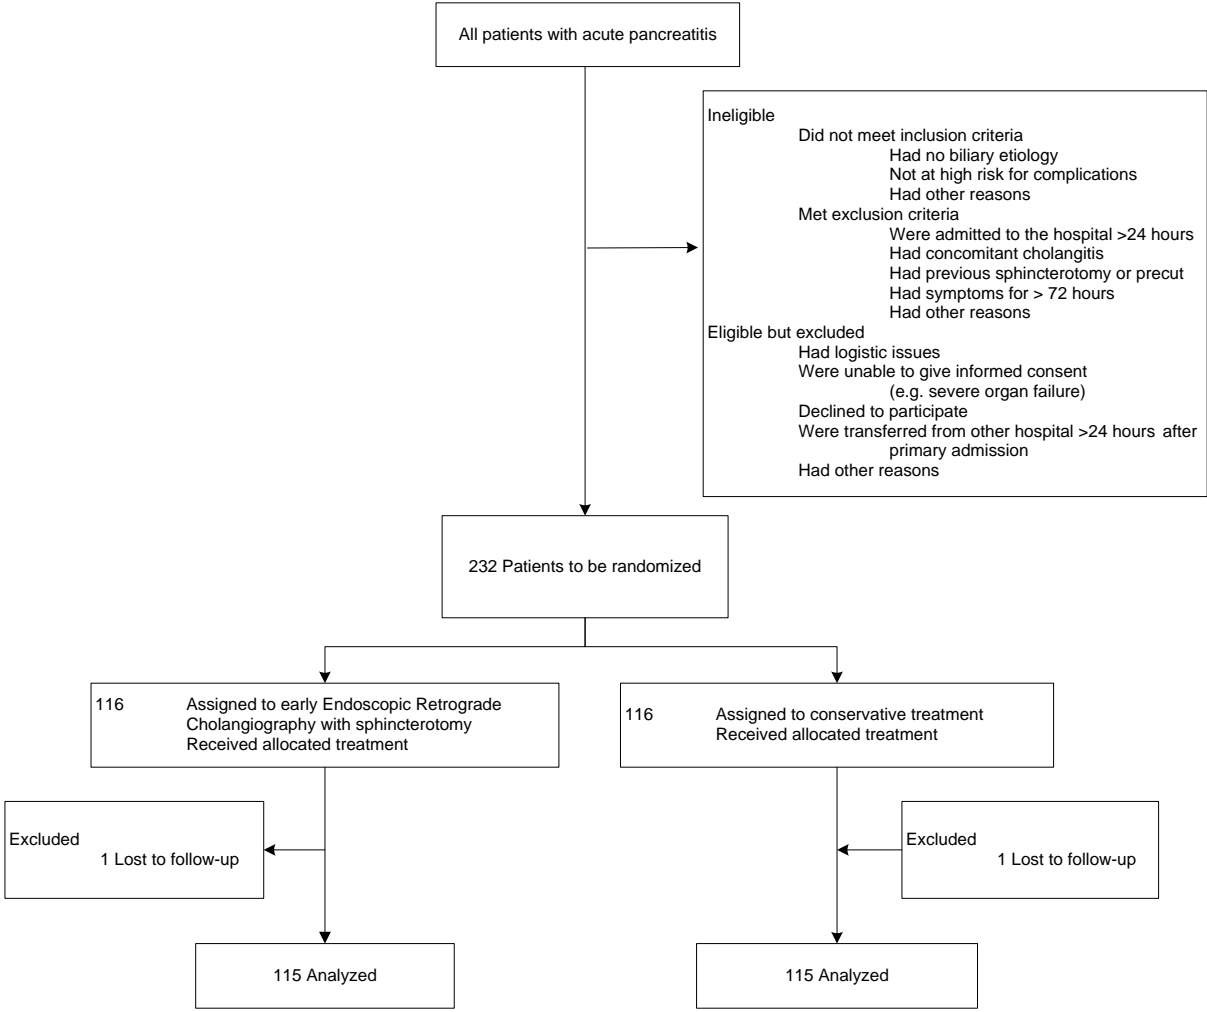 All patients with acute pancreatitis
Ineligible
Did not meet inclusion criteria
Had no biliary etiology
Not at high risk for complications
Had other reasons
Met exclusion criteria
Were admitted to the hospital >24 hours
Had concomitant cholangitis
Had previous sphincterotomy or precut
Had symptoms for > 72 hours
Had other reasons
Eligible but excluded
Had logistic issues
Were unable to give informed consent
(e.g. severe organ failure)
Declined to participate
Were transferred from other hospital >24 hours after
primary admission
Had other reasons
232 Patients to be randomized
116 Assigned to early Endoscopic Retrograde
Cholangiography with sphincterotomy
Received allocated treatment
116 Assigned to conservative treatment
Received allocated treatment
Excluded
1 Lost to follow-up
Excluded
1 Lost to follow-up
115 Analyzed
115 Analyzed